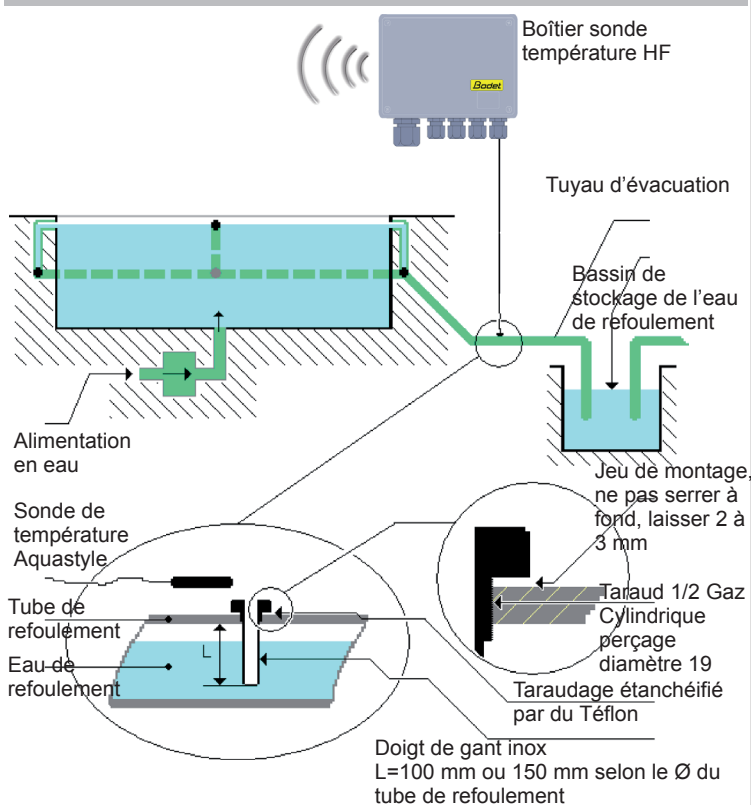 Boîtier sonde
température HF
Bodet
Tuyau d'évacuation
Bassin de
stockage de l'eau
de refoulement
Alimentation
en eau
Jeu de montage,
ne pas serrer à
fond, laisser 2 à
3 mm
Sonde de
température
Aquastyle
Taraud 1/2 Gaz
Cylindrique
perçage
diamètre 19
Tube de
refoulement
L
Eau de
refoulement
Taraudage étanchéifié
par du Téflon
Doigt de gant inox
L=100 mm ou 150 mm selon le Ø du
tube de refoulement